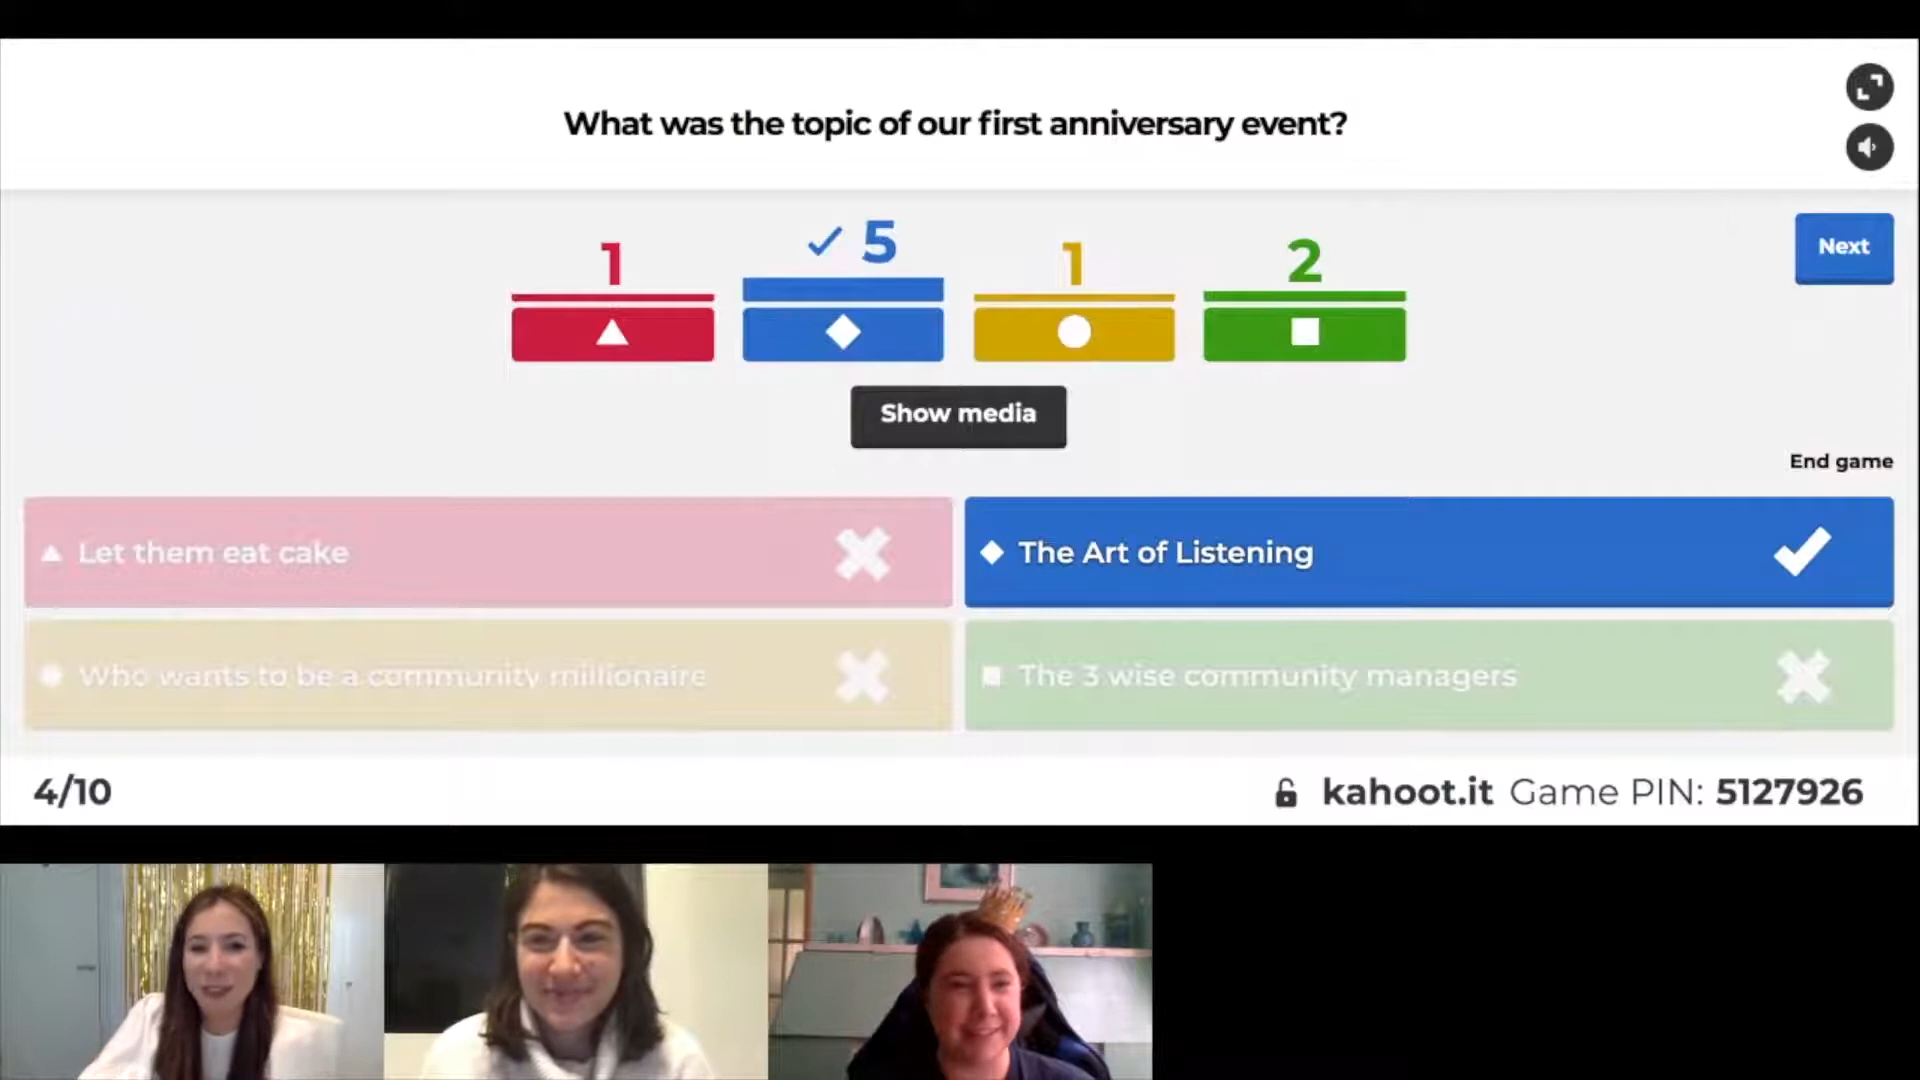 What was the topic of our first anniversary event?
1
5
1
2
Next
Show media
End game
Let them eat cake
The Art of Listening
Who wants to be a community millionaire
The 3 wise community managers
4/10
kahoot.it Game PIN: 5127926